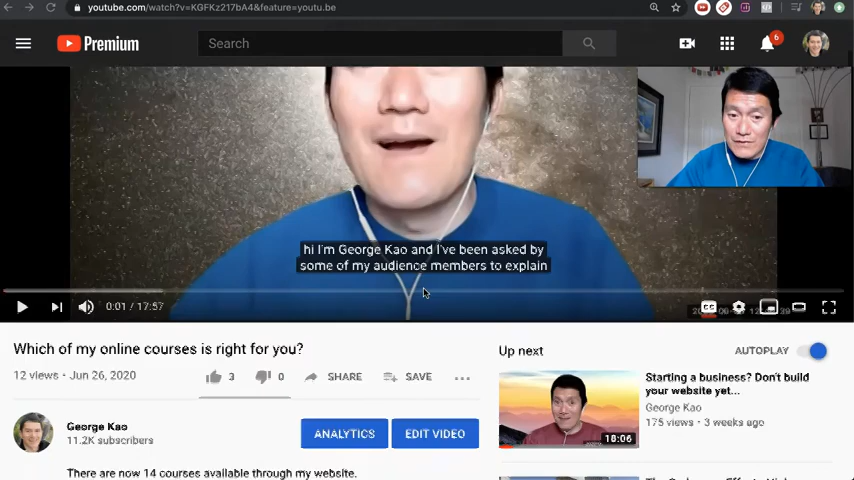 youtube.com/watch?v=KGFKz217bA4&feature=youtu.be
6
Premium
Search
hi I'm George Kao and I've been asked by
some of my audience members to explain
0:01 / 17:57
CC
Which of my online courses is right for you?
12 views • Jun 26, 2020
3
0
SHARE
SAVE
George Kao
11.2K subscribers
ANALYTICS
EDIT VIDEO
There are now 14 courses available through my website.
Up next
AUTOPLAY
Starting a business? Don't build
your website yet...
George Kao
175 views • 3 weeks ago
18:06